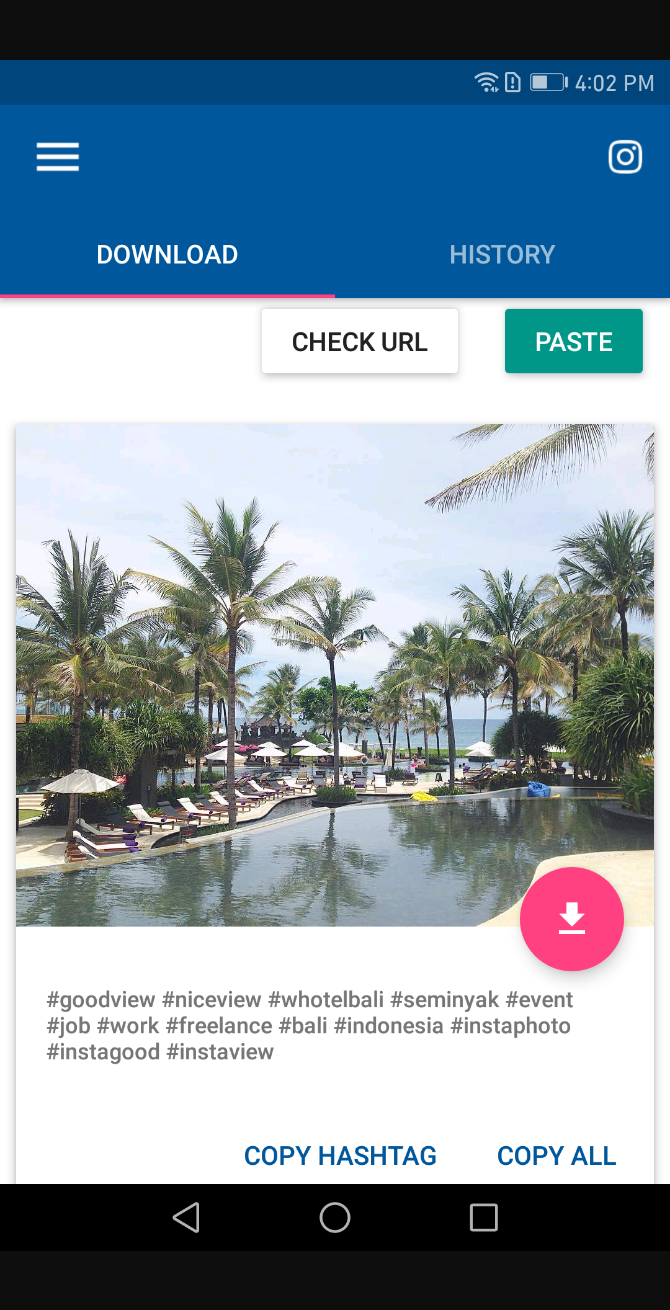 4:02 PM
DOWNLOAD
HISTORY
CHECK URL
PASTE
#goodview #niceview #whotelbali #seminyak #event
#job #work #freelance #bali #indonesia #instaphoto
#instagood #instaview
COPY HASHTAG
COPY ALL